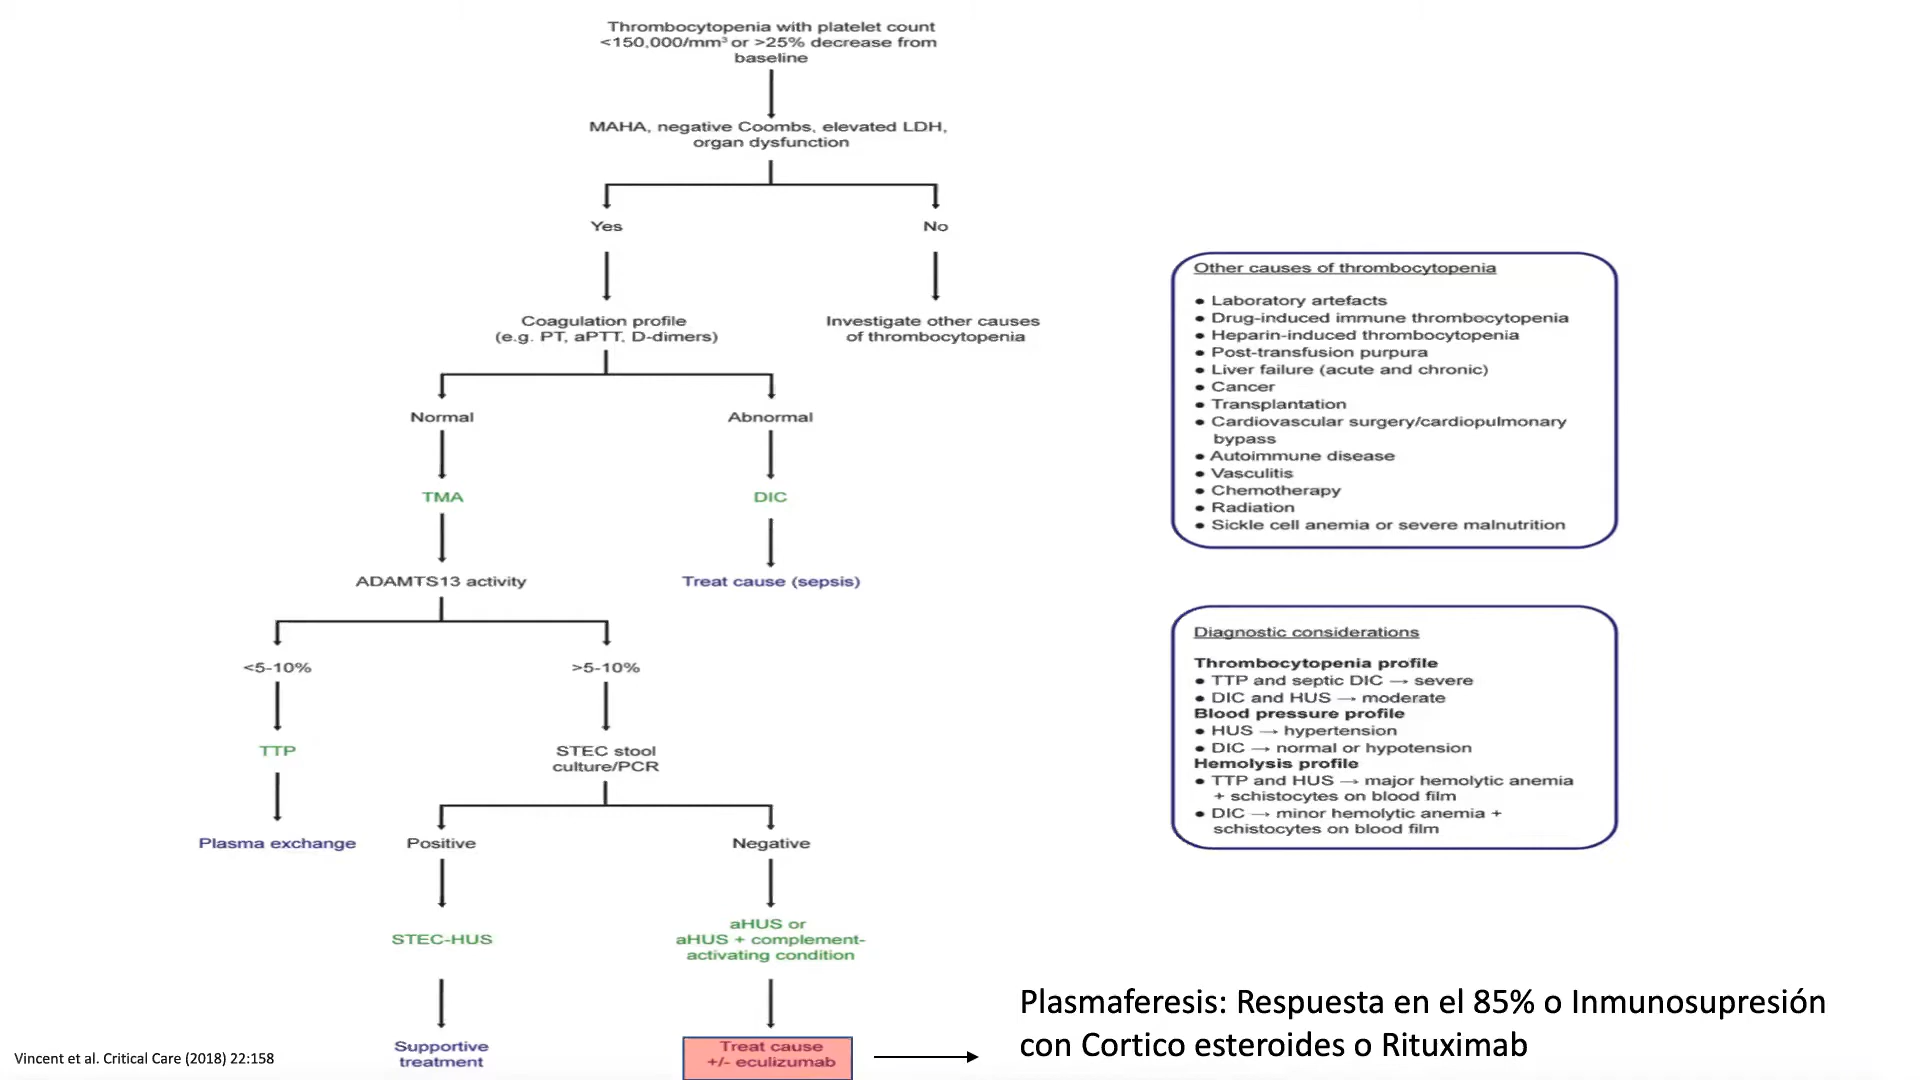 Thrombocytopenia with platelet count
<150,000/mm³ or >25% decrease from
baseline
MAHA, negative Coombs, elevated LDH,
organ dysfunction
Yes
No
Coagulation profile
(e.g. PT, aPTT, D-dimers)
Investigate other causes
of thrombocytopenia
Normal
Abnormal
TMA
DIC
ADAMTS13 activity
Treat cause (sepsis)
<5-10%
>5-10%
TTP
STEC stool
culture/PCR
Plasma exchange
Positive
Negative
STEC-HUS
aHUS or
aHUS + complement-
activating condition
Supportive
treatment
Treat cause
+/- eculizumab
Other causes of thrombocytopenia
● Laboratory artefacts
● Drug-induced immune thrombocytopenia
● Heparin-induced thrombocytopenia
● Post-transfusion purpura
● Liver failure (acute and chronic)
● Cancer
● Transplantation
● Cardiovascular surgery/cardiopulmonary
bypass
● Autoimmune disease
● Vasculitis
● Chemotherapy
● Radiation
● Sickle cell anemia or severe malnutrition
Diagnostic considerations
Thrombocytopenia profile
● TTP and septic DIC → severe
● DIC and HUS → moderate
Blood pressure profile
● HUS → hypertension
● DIC → normal or hypotension
Hemolysis profile
● TTP and HUS → major hemolytic anemia
+ schistocytes on blood film
● DIC → minor hemolytic anemia +
schistocytes on blood film
Plasmaferesis: Respuesta en el 85% o Inmunosupresión
con Cortico esteroides o Rituximab
Vincent et al. Critical Care (2018) 22:158